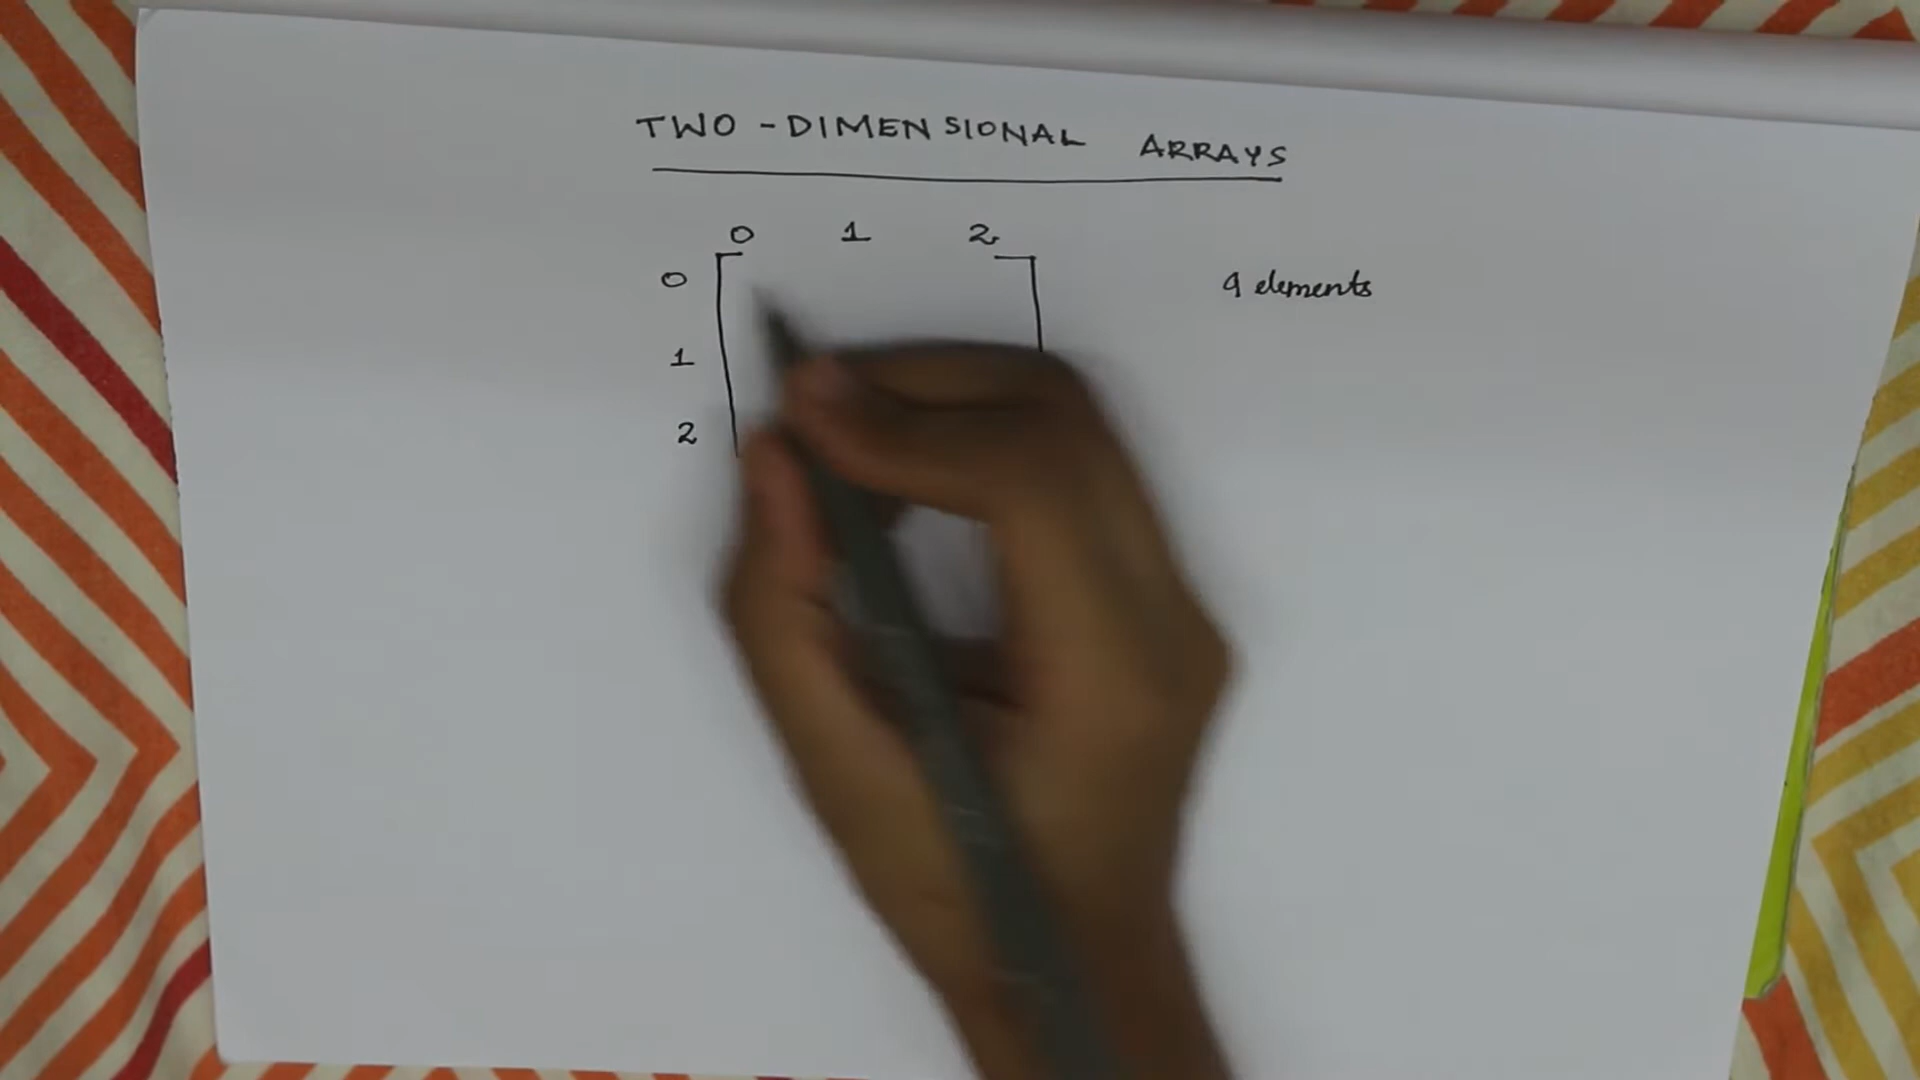 TWO-DIMENSIONAL ARRAYS
0 1 2
0 9 elements
1
2